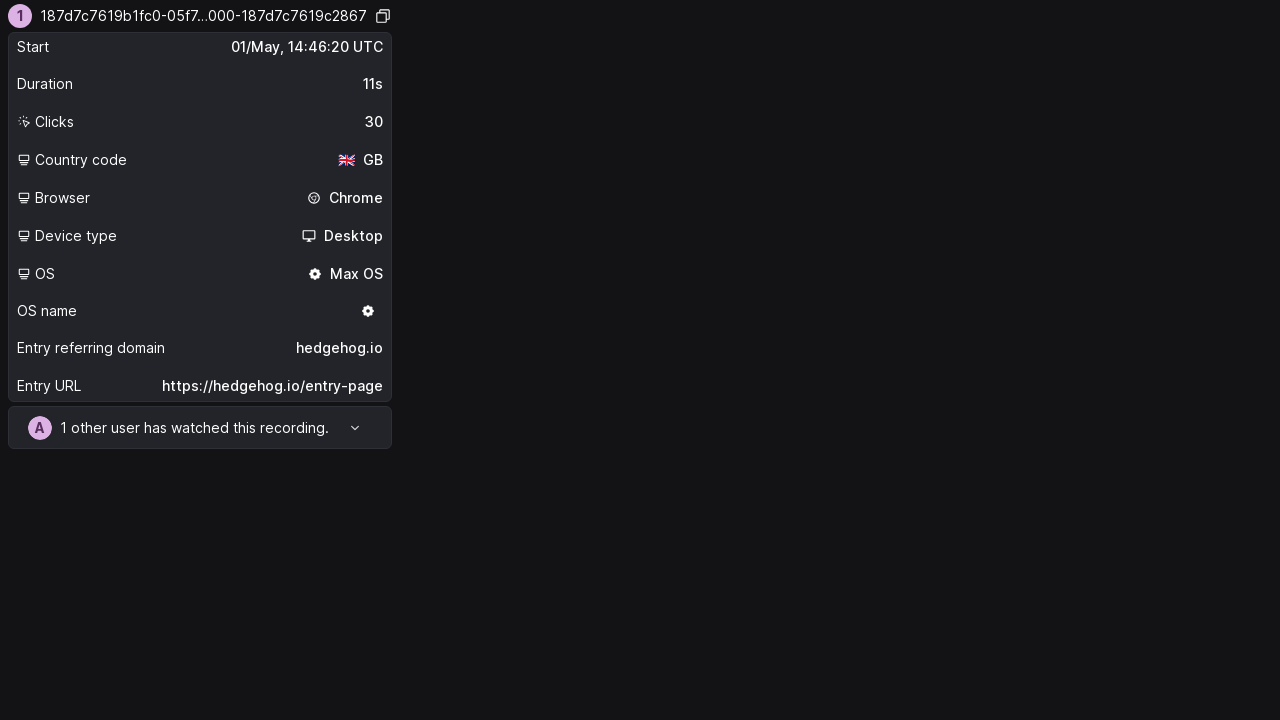 1 187d7c7619b1fc0-05f7…000-187d7c7619c2867
Start 01/May, 14:46:20 UTC
Duration 11s
Clicks 30
Country code GB
Browser Chrome
Device type Desktop
OS Max OS
OS name
Entry referring domain hedgehog.io
Entry URL https://hedgehog.io/entry-page
A 1 other user has watched this recording.